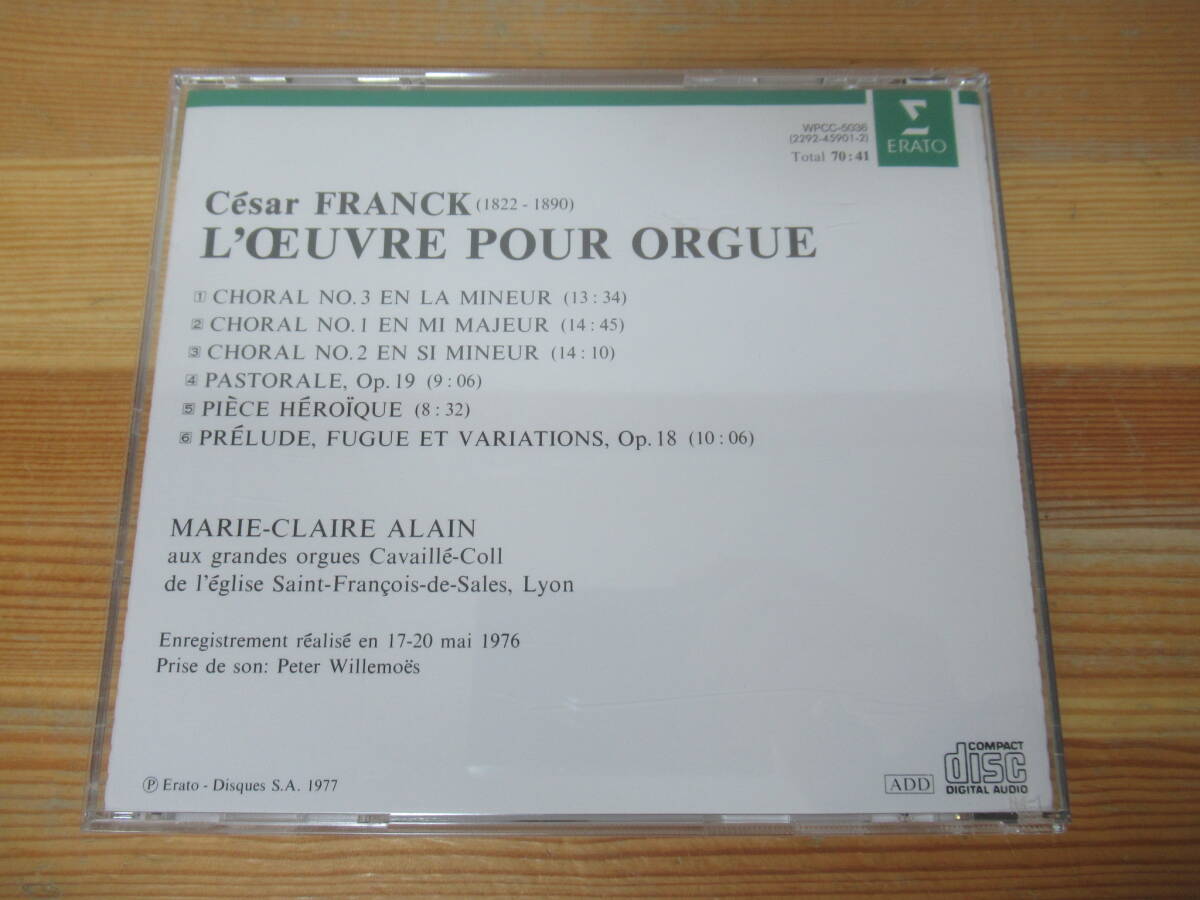 WPCC-5036
(2292-45901-2)
Total 70:41
Σ
ERATO
César FRANCK (1822 - 1890)
L'ŒUVRE POUR ORGUE
1 CHORAL NO. 3 EN LA MINEUR (13 : 34)
2 CHORAL NO. 1 EN MI MAJEUR (14 : 45)
3 CHORAL NO. 2 EN SI MINEUR (14 : 10)
4 PASTORALE, Op. 19 (9 : 06)
5 PIÈCE HÉROÏQUE (8 : 32)
6 PRÉLUDE, FUGUE ET VARIATIONS, Op. 18 (10 : 06)
MARIE-CLAIRE ALAIN
aux grandes orgues Cavaillé-Coll
de l'église Saint-François-de-Sales, Lyon
Enregistrement réalisé en 17-20 mai 1976
Prise de son: Peter Willemoës
Ⓟ Erato - Disques S.A. 1977
ADD
COMPACT
disc
DIGITAL AUDIO